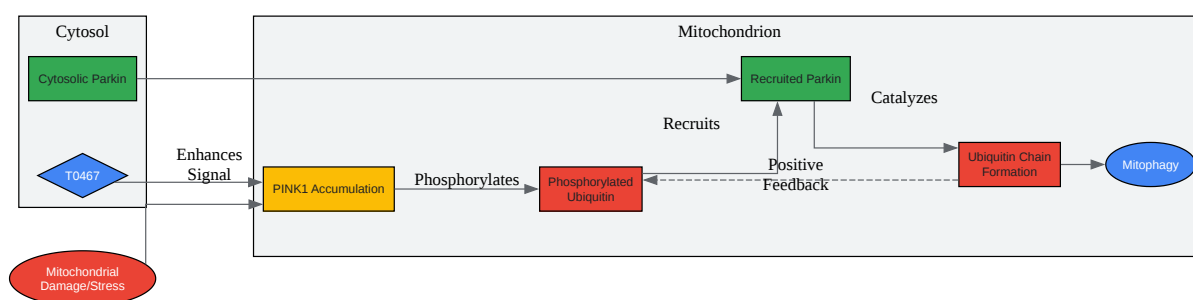 Cytosol
Mitochondrion
Cytosolic Parkin
Recruited Parkin
Catalyzes
Recruits
Enhances
Signal
T0467
PINK1 Accumulation
Phosphorylates
Phosphorylated
Ubiquitin
Positive
Feedback
Ubiquitin Chain
Formation
Mitophagy
Mitochondrial
Damage/Stress